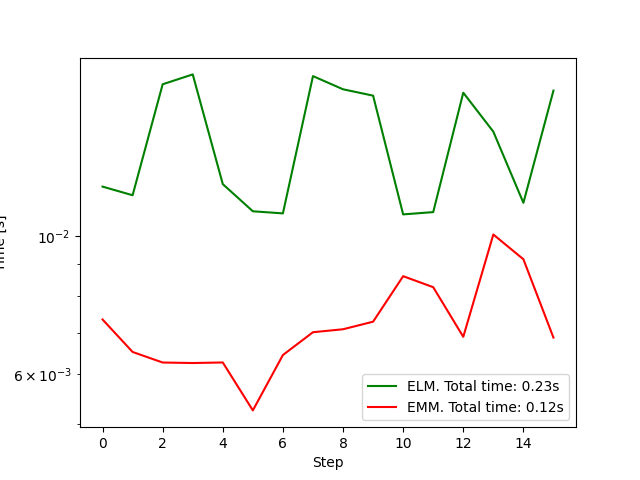 Time [s]
10⁻²
6 × 10⁻³
0 2 4 6 8 10 12 14
Step
ELM. Total time: 0.23s
EMM. Total time: 0.12s